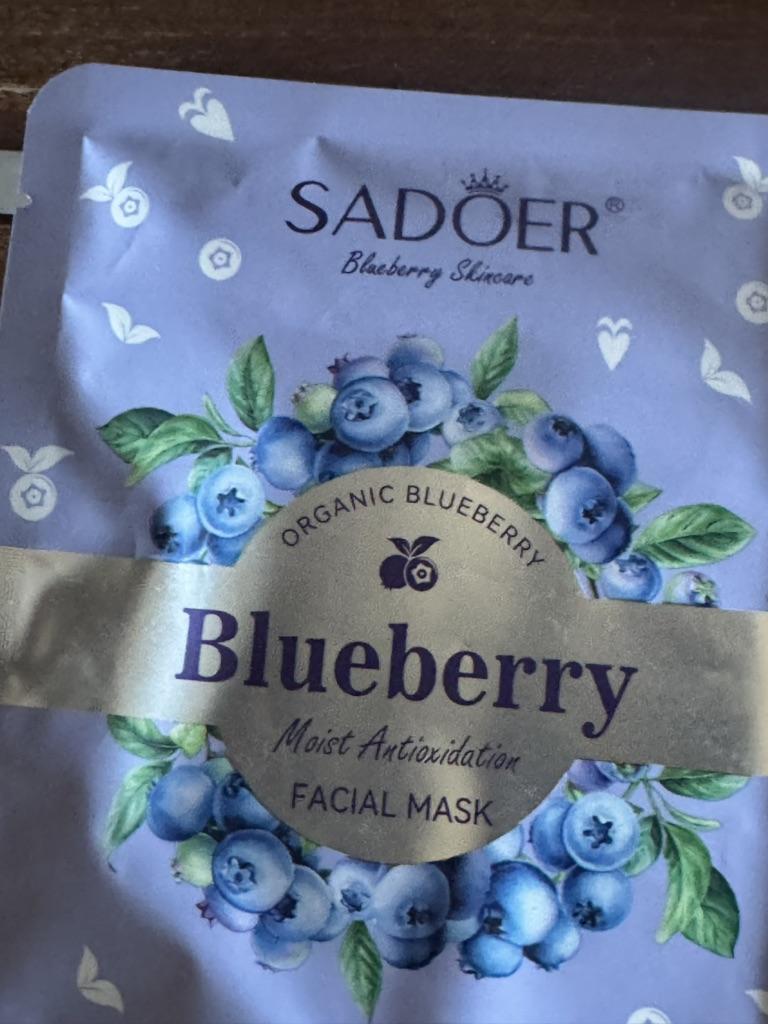 SADOER®
Blueberry Skincare
ORGANIC BLUEBERRY
Blueberry
Moist Antioxidation
FACIAL MASK